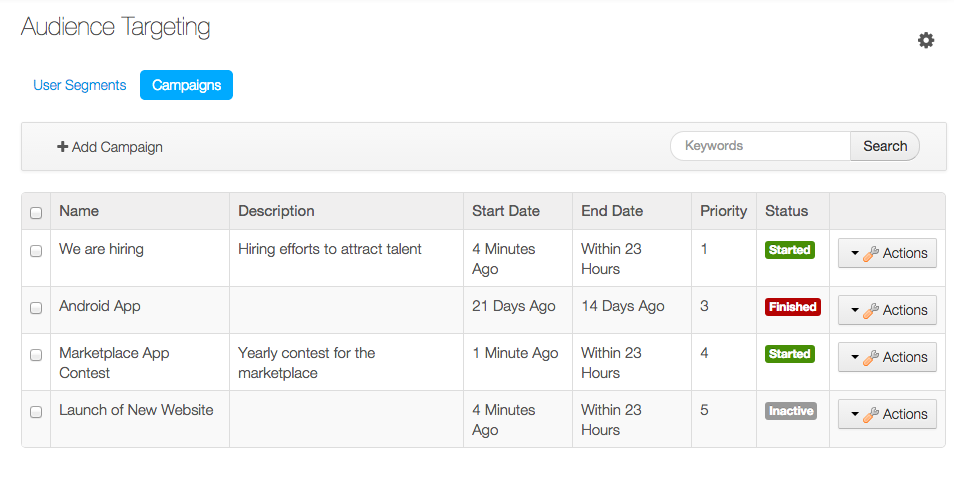 Audience Targeting
User Segments Campaigns
Add Campaign Keywords Search
Name Description Start Date End Date Priority Status
We are hiring Hiring efforts to attract talent 4 Minutes Within 23 1 Started Actions
Ago Hours
Android App 21 Days Ago 14 Days Ago 3 Finished Actions
Marketplace App Yearly contest for the 1 Minute Ago Within 23 4 Started Actions
Contest marketplace Hours
Launch of New Website 4 Minutes Within 23 5 Inactive Actions
Ago Hours